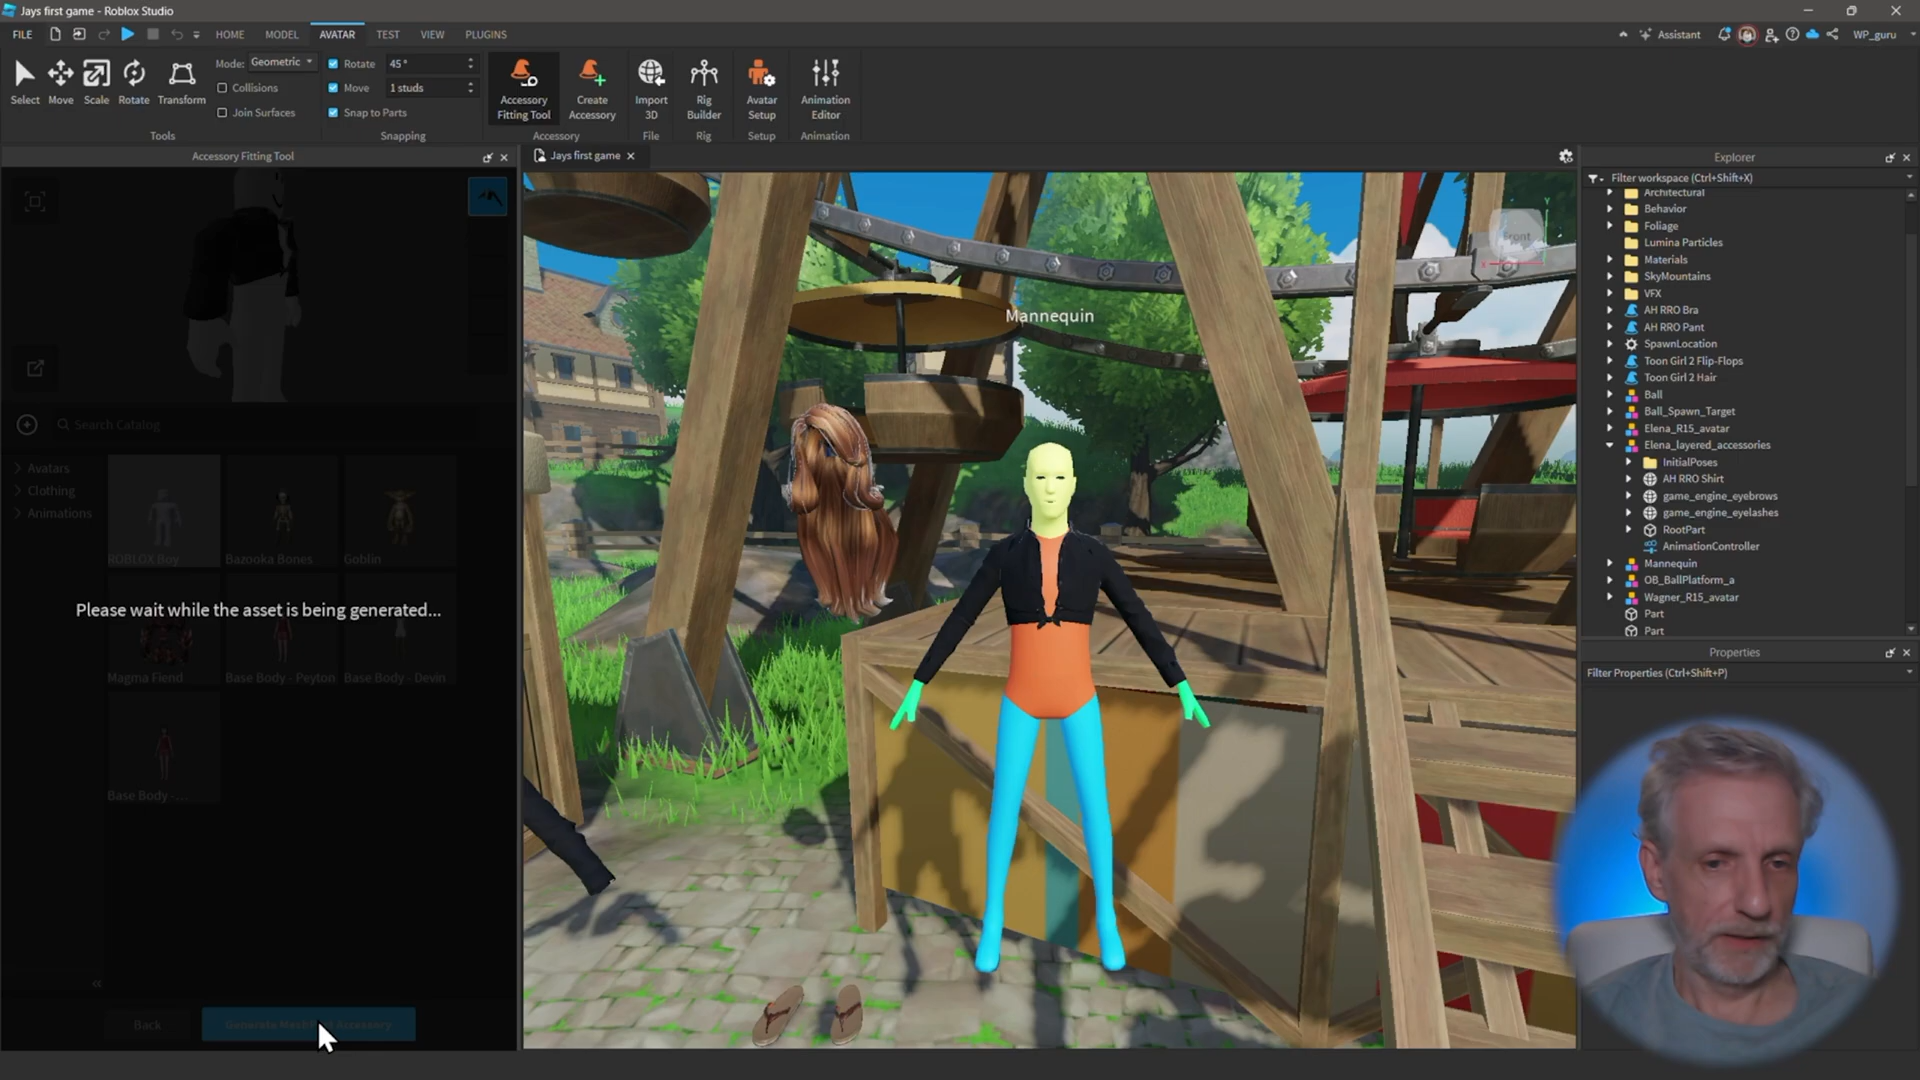 Jays first game - Roblox Studio
FILE HOME MODEL AVATAR TEST VIEW PLUGINS Assistant WP_guru
Mode: Geometric Rotate 45°
Collisions Move 1 studs
Join Surfaces Snap to Parts
Select Move Scale Rotate Transform
Accessory Fitting Tool
Create Accessory
Import 3D
Rig Builder
Avatar Setup
Animation Editor
Tools Snapping Accessory File Rig Setup Animation
Accessory Fitting Tool
Jays first game
Explorer
Filter workspace (Ctrl+Shift+X)
Architectural
Behavior
Foliage
Lumina Particles
Materials
SkyMountains
VFX
AH RRO Bra
AH RRO Pant
SpawnLocation
Toon Girl 2 Flip-Flops
Toon Girl 2 Hair
Ball
Ball_Spawn_Target
Elena_R15_avatar
Elena_layered_accessories
InitialPoses
AH RRO Shirt
game_engine_eyebrows
game_engine_eyelashes
RootPart
AnimationController
Mannequin
OB_BallPlatform_a
Wagner_R15_avatar
Part
Part
Properties
Filter Properties (Ctrl+Shift+P)
Front
Y
X
Mannequin
Search Catalog
Avatars
Clothing
Animations
ROBLOX Boy Bazooka Bones Goblin
Please wait while the asset is being generated...
Magma Fiend Base Body - Peyton Base Body - Devin
Base Body - ...
Back